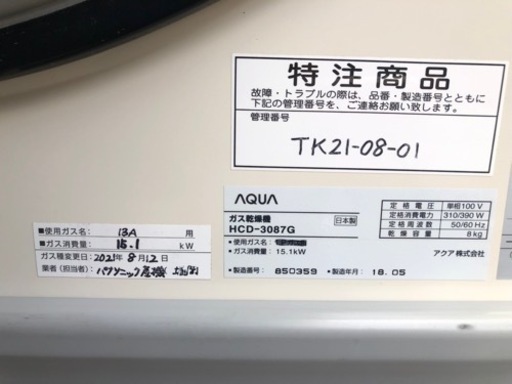 特注商品
故障・トラブルの際は、品番・製造番号とともに
下記の管理番号を、ご連絡お願い致します。
管理番号
TK21-08-01
AQUA
ガス乾燥機
日本製
HCD-3087G
■使用ガス名:
■ガス消費量: 15.1kW
■製造番号: 850359 ■製造年月: 18.05
定格電圧 単相100V
定格消費電力 310/390W
定格周波数 50/60Hz
乾燥容量 8kg
アクア株式会社
■使用ガス名: 13A 用
■ガス消費量: 15.1 kW
ガス種変更日: 2021年8月12日
業者(担当者): パナソニック産機